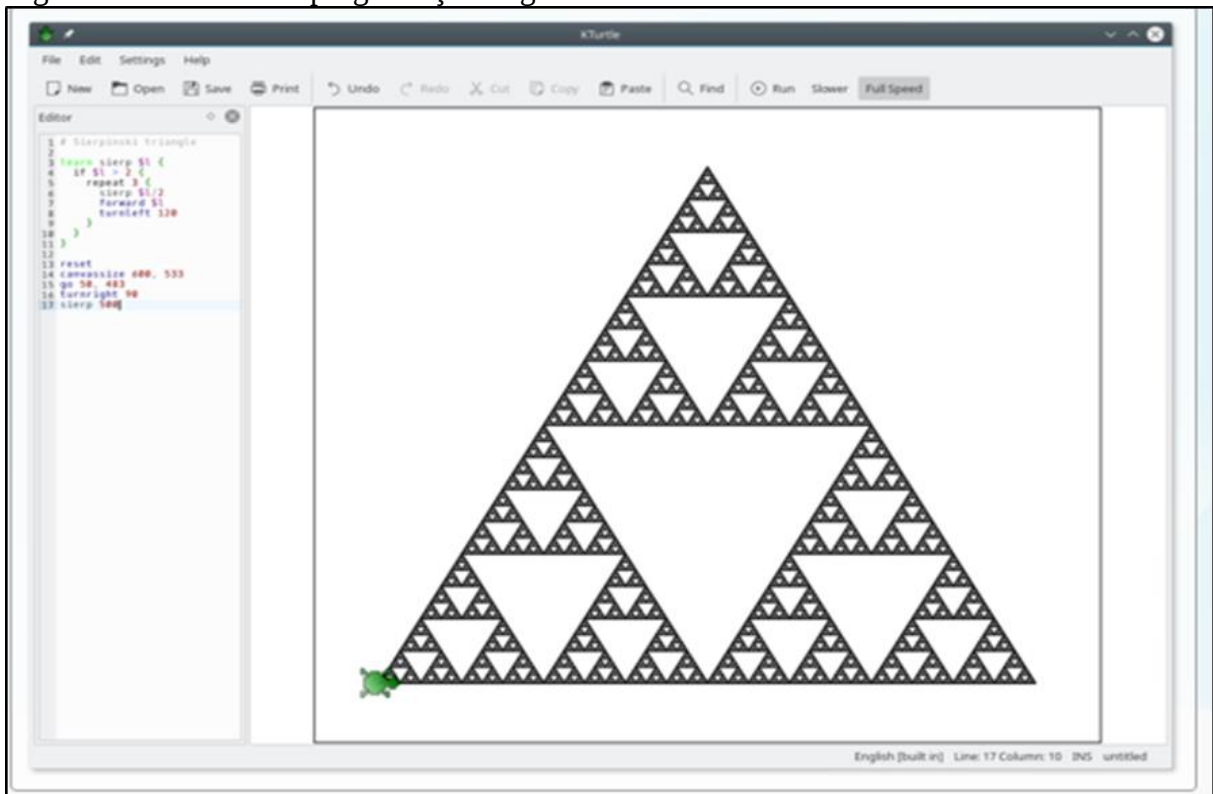 KTurtle
File Edit Settings Help
New Open Save Print Undo Redo Cut Copy Paste Find Run Slower Full Speed
Editor
1 # Sierpinski triangle
2
3 learn sierp $l {
4 if $l > 2 {
5 repeat 3 {
6 sierp $l/2
7 forward $l
8 turnleft 120
9 }
10 }
11 }
12
13 reset
14 canvassize 600, 533
15 go 50, 483
16 turnright 90
17 sierp 500
English [built in] Line: 17 Column: 10 INS untitled